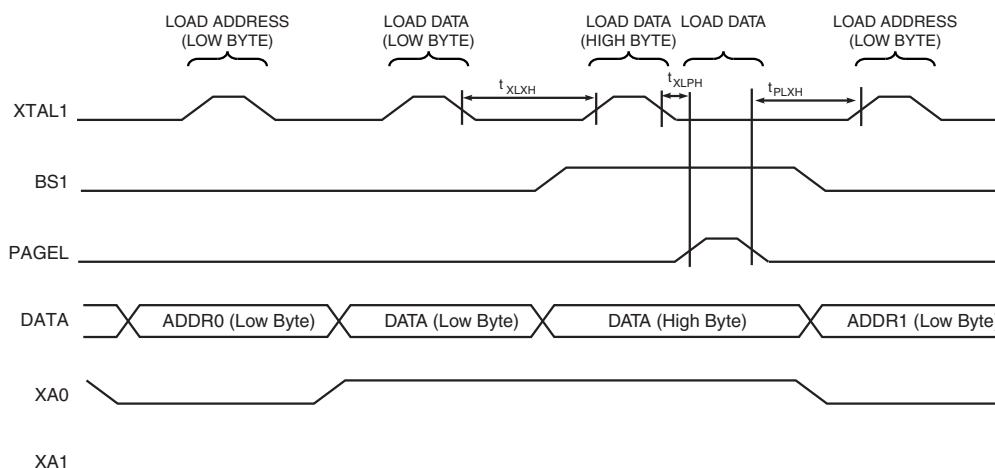 LOAD ADDRESS
(LOW BYTE)
LOAD DATA
(LOW BYTE)
LOAD DATA
(HIGH BYTE)
LOAD DATA
LOAD ADDRESS
(LOW BYTE)
tXLXH
tXLPH
tPLXH
XTAL1
BS1
PAGEL
DATA
ADDR0 (Low Byte)
DATA (Low Byte)
DATA (High Byte)
ADDR1 (Low Byte)
XA0
XA1